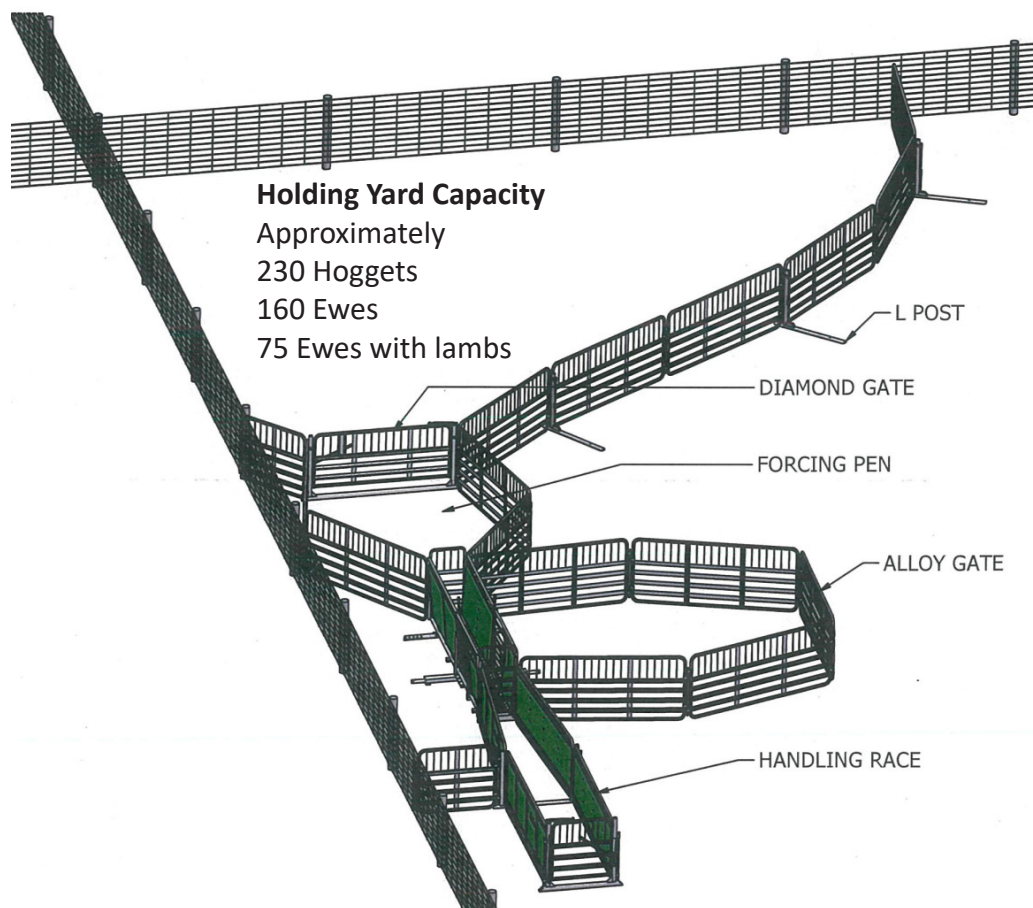 Holding Yard Capacity
Approximately
230 Hoggets
160 Ewes
75 Ewes with lambs
L POST
DIAMOND GATE
FORCING PEN
ALLOY GATE
HANDLING RACE